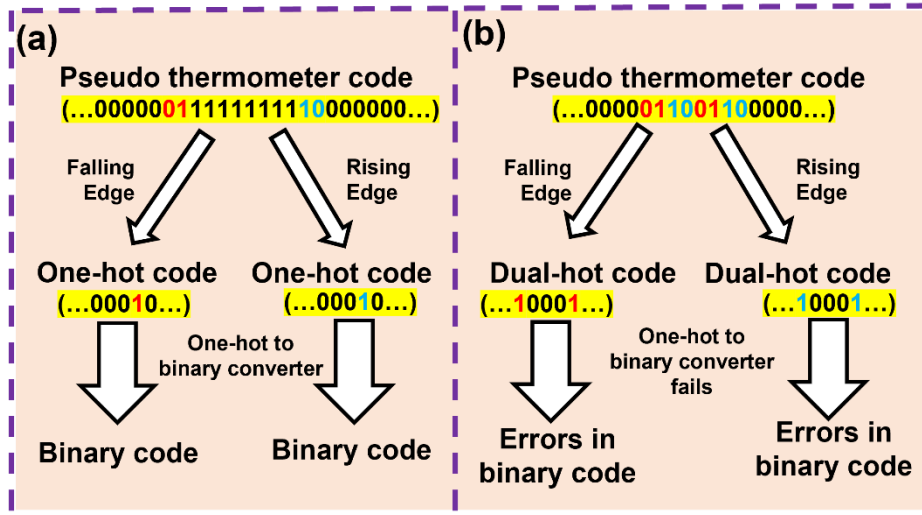 (a)
Pseudo thermometer code
(…000000111111111110000000…)
Falling
Edge
Rising
Edge
One-hot code
One-hot code
(…00010…)
(…00010…)
One-hot to
binary converter
Binary code
Binary code
(b)
Pseudo thermometer code
(…0000011001100000…)
Falling
Edge
Rising
Edge
Dual-hot code
Dual-hot code
(…10001…)
(…10001…)
One-hot to
binary converter
fails
Errors in
binary code
Errors in
binary code